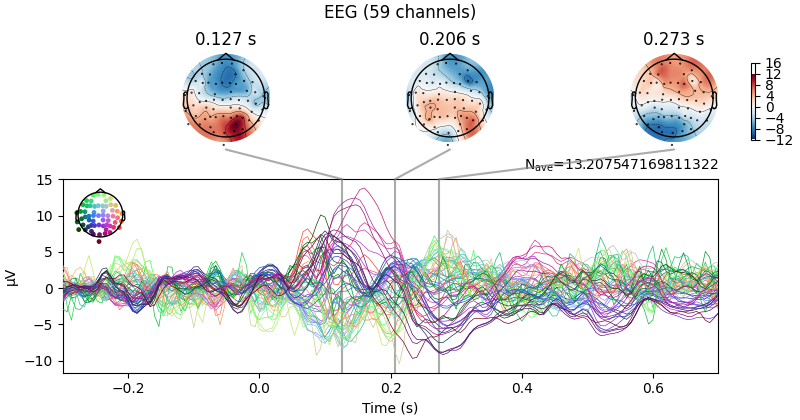 EEG (59 channels)
0.127 s
0.206 s
0.273 s
16
12
8
4
0
−4
−8
−12
Nave=13.207547169811322
15
10
5
0
−5
−10
µV
−0.2
0.0
0.2
0.4
0.6
Time (s)